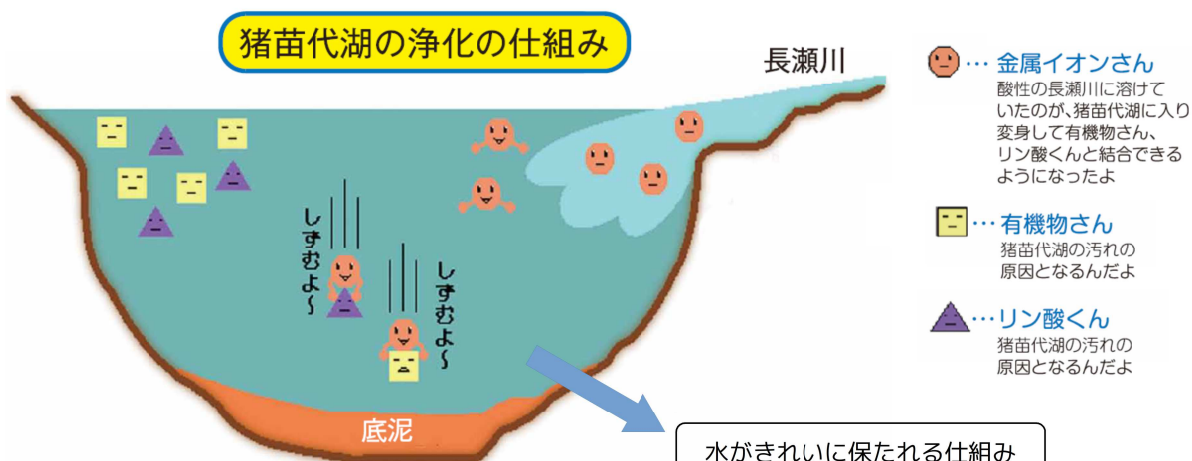 猪苗代湖の浄化の仕組み
長瀬川
しずむよ～
しずむよ～
底泥
水がきれいに保たれる仕組み
…金属イオンさん
酸性の長瀬川に溶けて
いたのが、猪苗代湖に入り
変身して有機物さん、
リン酸くんと結合できる
ようになったよ
…有機物さん
猪苗代湖の汚れの
原因となるんだよ
…リン酸くん
猪苗代湖の汚れの
原因となるんだよ